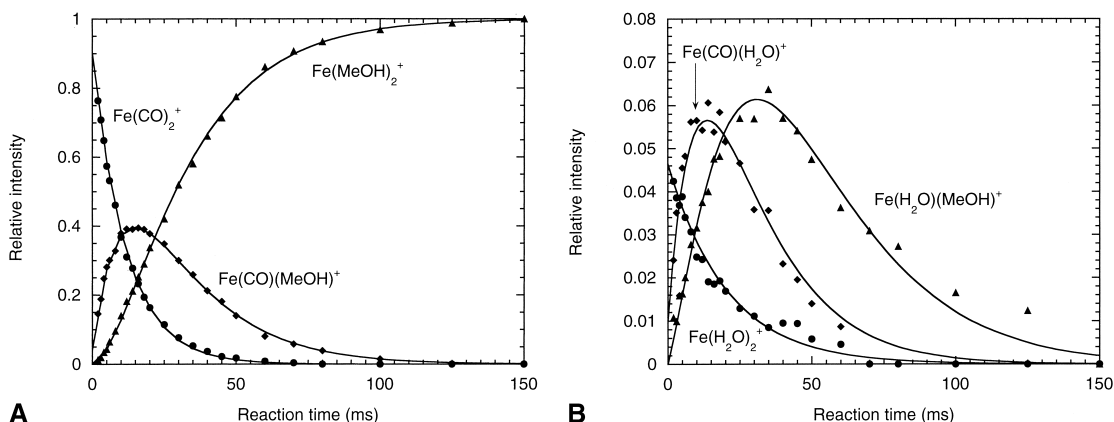 1
0.8
0.6
0.4
0.2
0
0
50
100
150
Relative intensity
Reaction time (ms)
Fe(CO)₂⁺
Fe(MeOH)₂⁺
Fe(CO)(MeOH)⁺
A
0.08
0.07
0.06
0.05
0.04
0.03
0.02
0.01
0
0
50
100
150
Relative intensity
Reaction time (ms)
Fe(CO)(H₂O)⁺
Fe(H₂O)(MeOH)⁺
Fe(H₂O)₂⁺
B